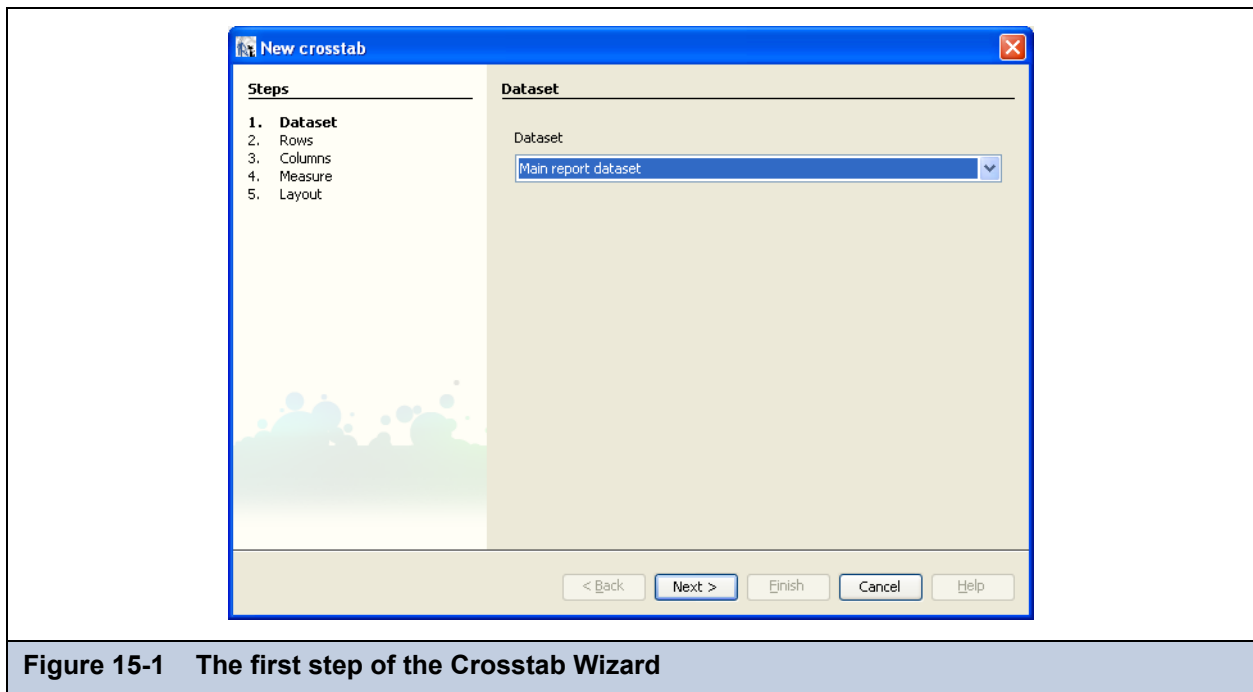 New crosstab
Steps
1. Dataset
2. Rows
3. Columns
4. Measure
5. Layout
Dataset
Dataset
Main report dataset
< Back Next > Finish Cancel Help
Figure 15-1 The first step of the Crosstab Wizard